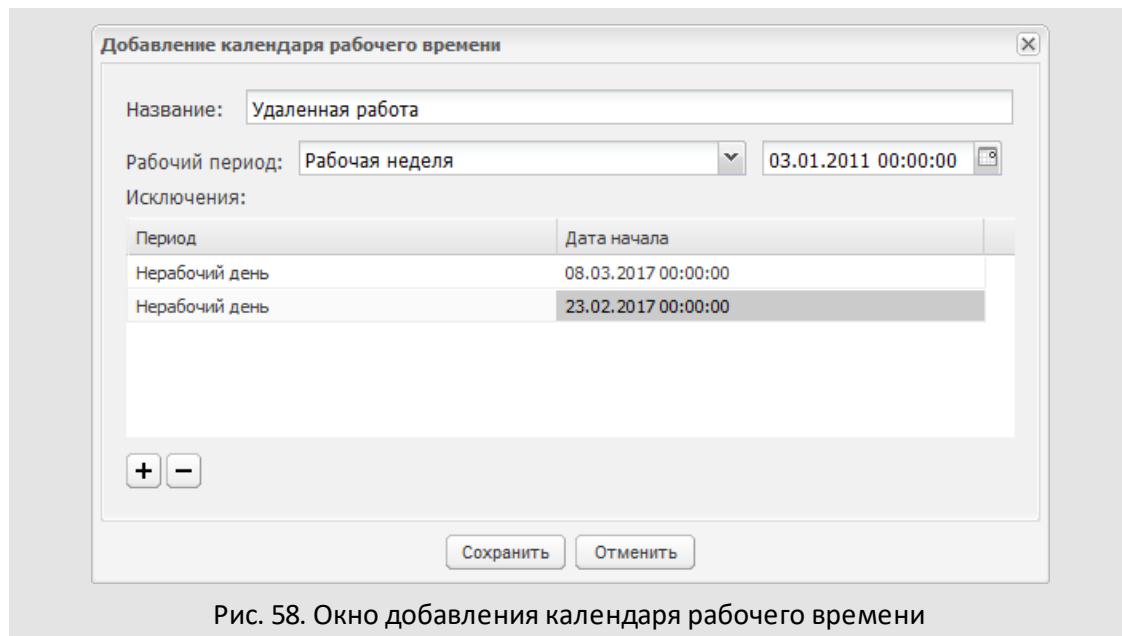 Добавление календаря рабочего времени
Название: Удаленная работа
Рабочий период: Рабочая неделя 03.01.2011 00:00:00
Исключения:
Период Дата начала
Нерабочий день 08.03.2017 00:00:00
Нерабочий день 23.02.2017 00:00:00
Сохранить Отменить
Рис. 58. Окно добавления календаря рабочего времени